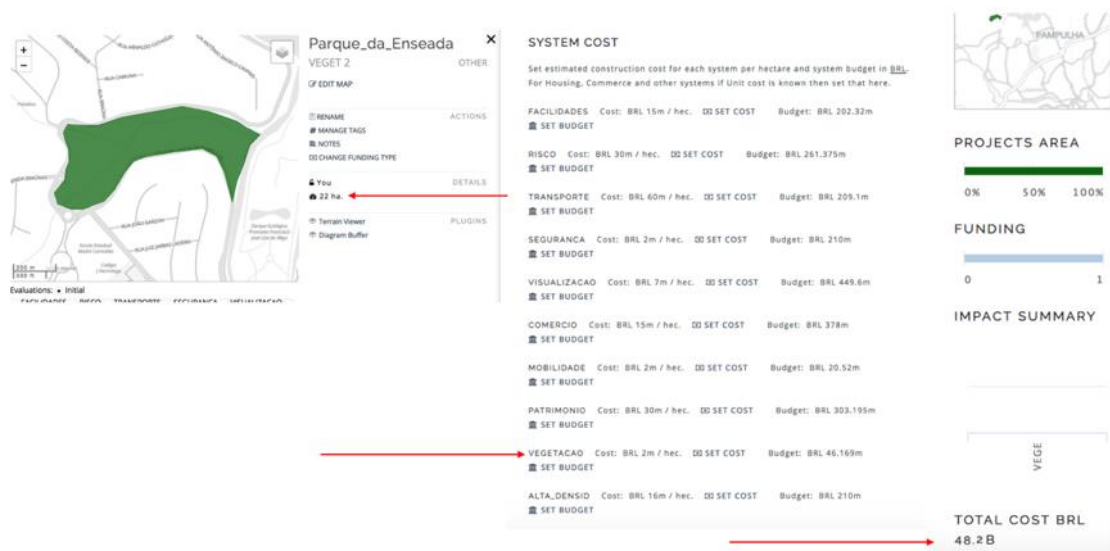 Parque_da_Enseada
VEGET 2 OTHER
EDIT MAP
RENAME ACTIONS
# MANAGE TAGS
NOTES
CHANGE FUNDING TYPE
You DETAILS
22 ha.
Terrain Viewer PLUGINS
Diagram Buffer
Evaluations: • Initial
FACILIDADES RISCO TRANSPORTE SEGURANCA VISUALIZACAO
SYSTEM COST
Set estimated construction cost for each system per hectare and system budget in BRL.
For Housing, Commerce and other systems if Unit cost is known then set that here.
FACILIDADES Cost: BRL 15m / hec. SET COST Budget: BRL 202.32m
SET BUDGET
RISCO Cost: BRL 30m / hec. SET COST Budget: BRL 261.375m
SET BUDGET
TRANSPORTE Cost: BRL 60m / hec. SET COST Budget: BRL 209.1m
SET BUDGET
SEGURANCA Cost: BRL 2m / hec. SET COST Budget: BRL 210m
SET BUDGET
VISUALIZACAO Cost: BRL 7m / hec. SET COST Budget: BRL 449.6m
SET BUDGET
COMERCIO Cost: BRL 15m / hec. SET COST Budget: BRL 378m
SET BUDGET
MOBILIDADE Cost: BRL 2m / hec. SET COST Budget: BRL 20.52m
SET BUDGET
PATRIMONIO Cost: BRL 30m / hec. SET COST Budget: BRL 303.195m
SET BUDGET
VEGETACAO Cost: BRL 2m / hec. SET COST Budget: BRL 46.169m
SET BUDGET
ALTA_DENSID Cost: BRL 16m / hec. SET COST Budget: BRL 210m
SET BUDGET
PAMPULHA
PROJECTS AREA
0% 50% 100%
FUNDING
0 1
IMPACT SUMMARY
VEGE
TOTAL COST BRL
48.2B